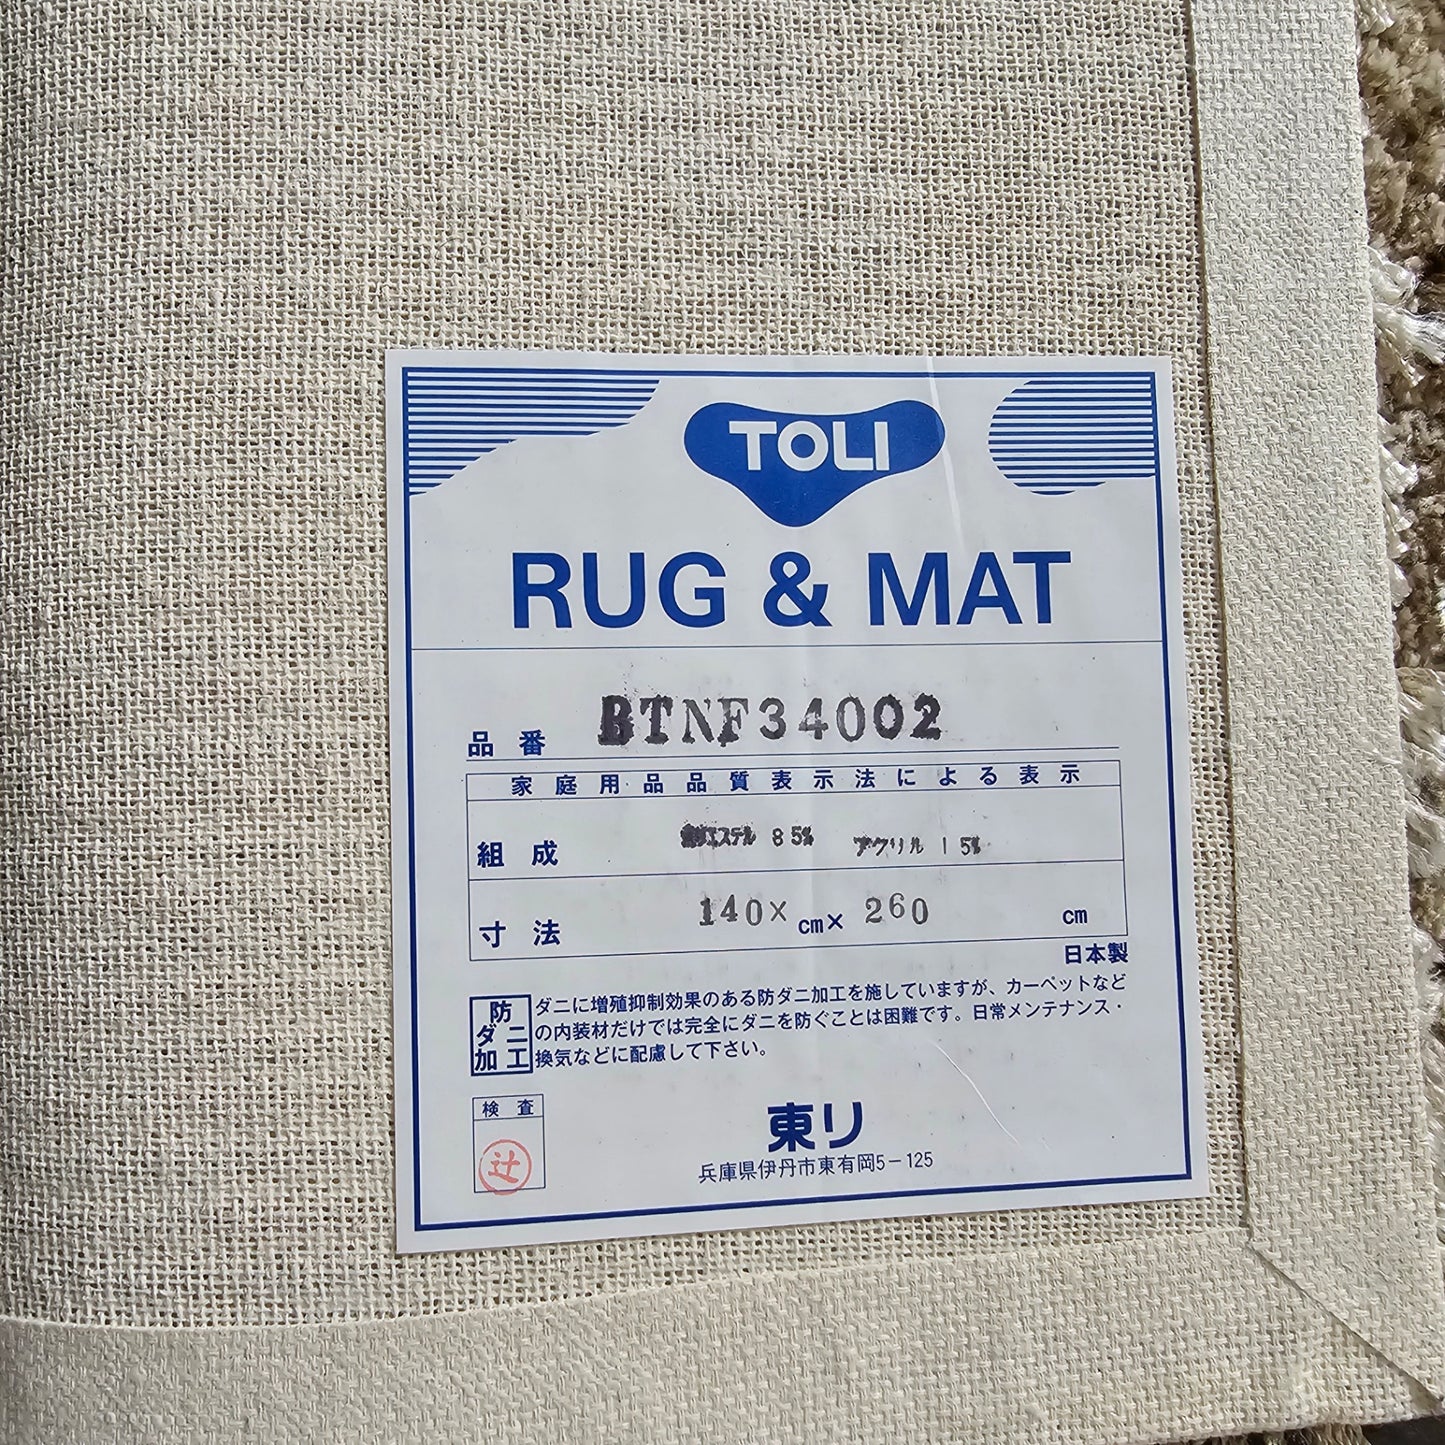 TOLI
RUG & MAT
品番 BTNF34002
家庭用品品質表示法による表示
組成 ポリエステル 85% アクリル 15%
寸法 140× cm× 260 cm
日本製
防ダニ加工
ダニに増殖抑制効果のある防ダニ加工を施していますが、カーペットなど
の内装材だけでは完全にダニを防ぐことは困難です。日常メンテナンス・
換気などに配慮して下さい。
検査
辻
東リ
兵庫県伊丹市東有岡5-125